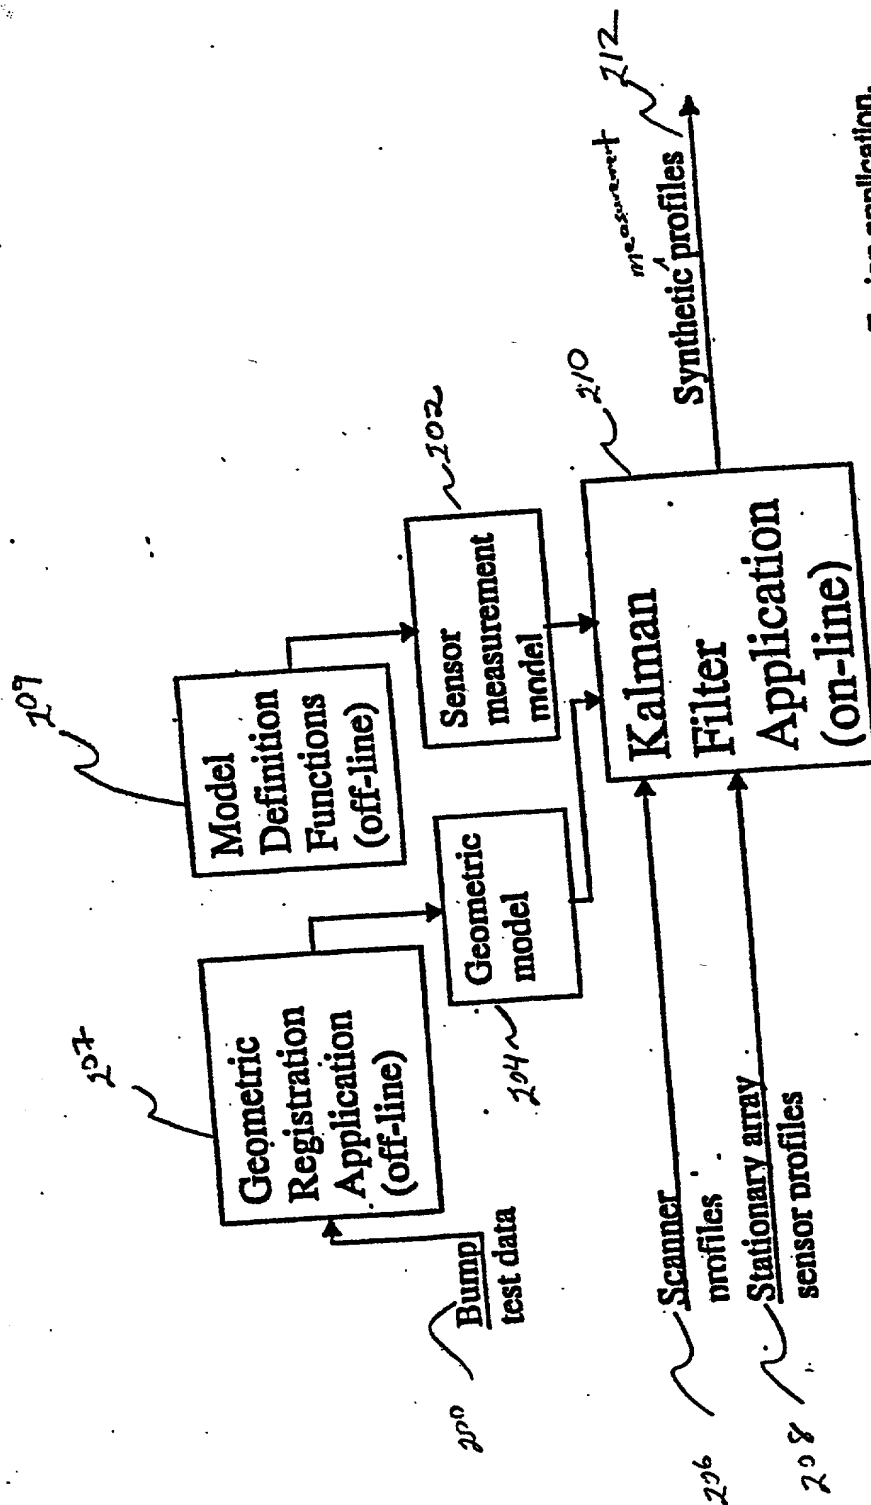 207
Geometric
Registration
Application
(off-line)
209
Model
Definition
Functions
(off-line)
200
Bump
test data
204
Geometric
model
202
Sensor
measurement
model
206
Scanner
profiles
208
Stationary array
sensor profiles
210
Kalman
Filter
Application
(on-line)
measurement
Synthetic profiles
212
application.